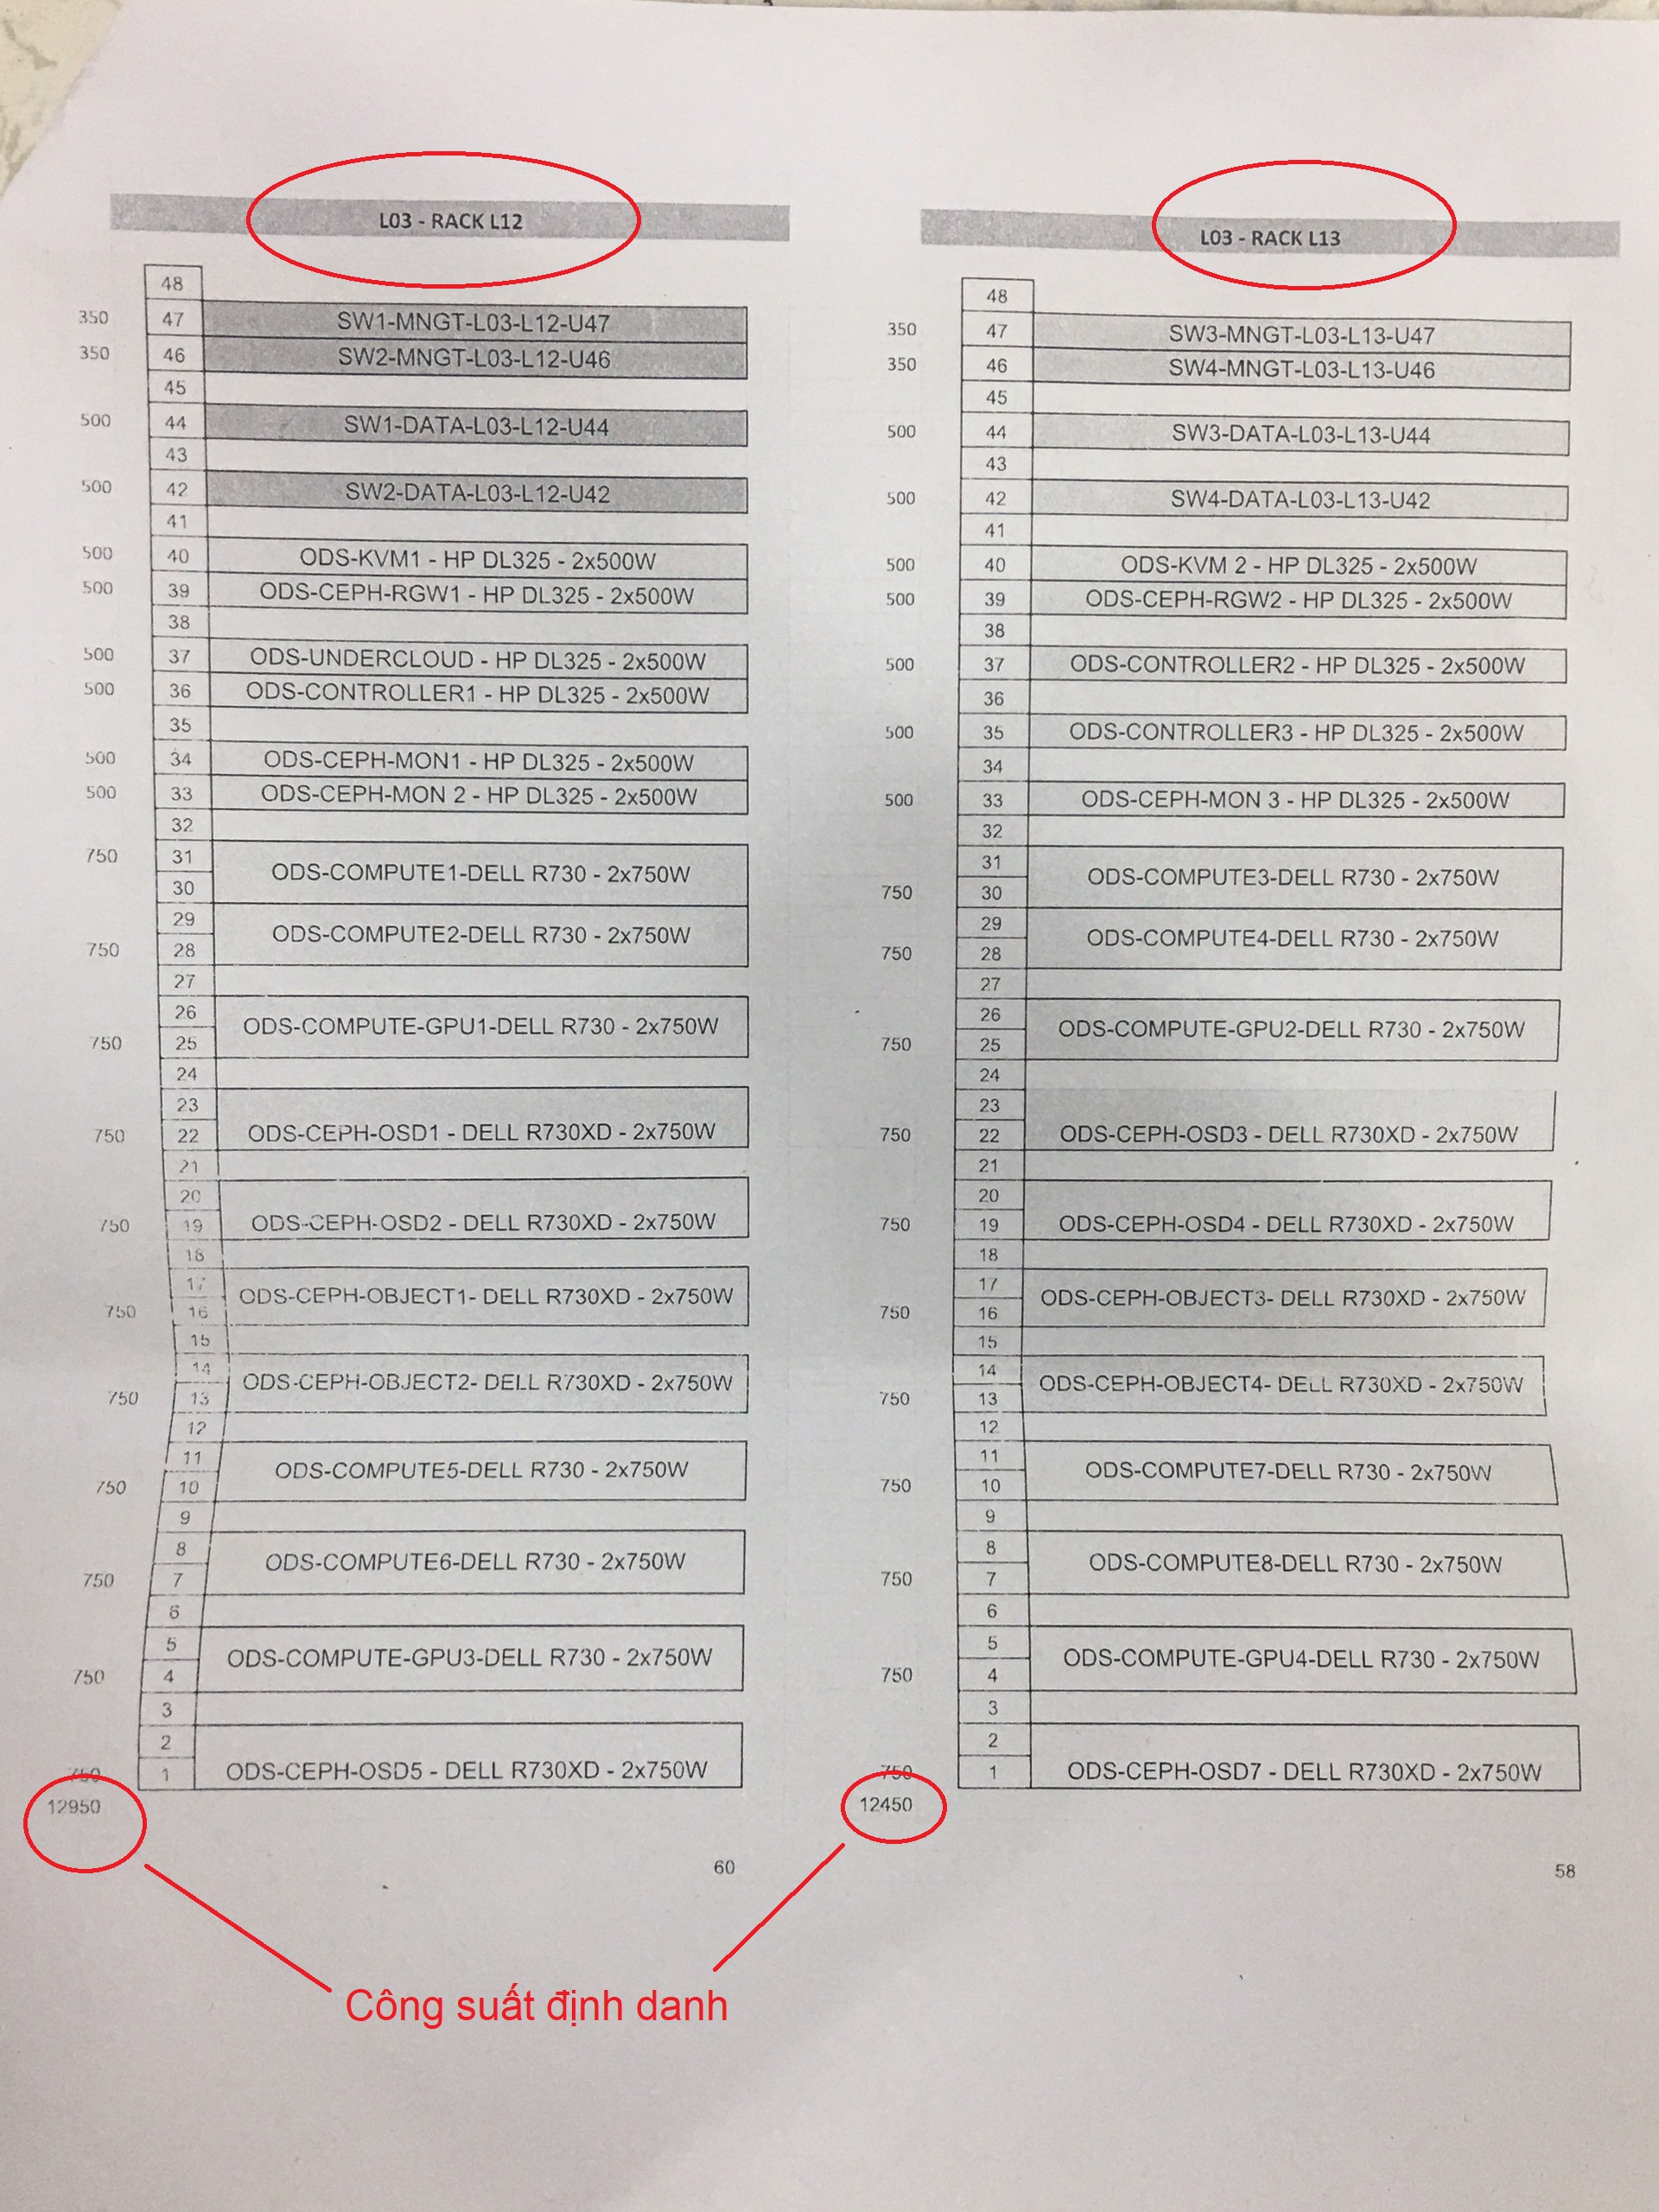 L03 - RACK L12
48
350 47 SW1-MNGT-L03-L12-U47
350 46 SW2-MNGT-L03-L12-U46
45
500 44 SW1-DATA-L03-L12-U44
43
500 42 SW2-DATA-L03-L12-U42
41
500 40 ODS-KVM1 - HP DL325 - 2x500W
500 39 ODS-CEPH-RGW1 - HP DL325 - 2x500W
38
500 37 ODS-UNDERCLOUD - HP DL325 - 2x500W
500 36 ODS-CONTROLLER1 - HP DL325 - 2x500W
35
500 34 ODS-CEPH-MON1 - HP DL325 - 2x500W
500 33 ODS-CEPH-MON 2 - HP DL325 - 2x500W
32
750 31
ODS-COMPUTE1-DELL R730 - 2x750W
30
29
ODS-COMPUTE2-DELL R730 - 2x750W
750 28
27
26
ODS-COMPUTE-GPU1-DELL R730 - 2x750W
750 25
24
23
750 22 ODS-CEPH-OSD1 - DELL R730XD - 2x750W
21
20
750 19 ODS-CEPH-OSD2 - DELL R730XD - 2x750W
18
17
ODS-CEPH-OBJECT1- DELL R730XD - 2x750W
750 16
15
14
ODS-CEPH-OBJECT2- DELL R730XD - 2x750W
750 13
12
11
ODS-COMPUTE5-DELL R730 - 2x750W
750 10
9
8
ODS-COMPUTE6-DELL R730 - 2x750W
750 7
6
5
ODS-COMPUTE-GPU3-DELL R730 - 2x750W
750 4
3
2
750 1 ODS-CEPH-OSD5 - DELL R730XD - 2x750W
12950
60
L03 - RACK L13
48
350 47 SW3-MNGT-L03-L13-U47
350 46 SW4-MNGT-L03-L13-U46
45
500 44 SW3-DATA-L03-L13-U44
43
500 42 SW4-DATA-L03-L13-U42
41
500 40 ODS-KVM 2 - HP DL325 - 2x500W
500 39 ODS-CEPH-RGW2 - HP DL325 - 2x500W
38
500 37 ODS-CONTROLLER2 - HP DL325 - 2x500W
36
500 35 ODS-CONTROLLER3 - HP DL325 - 2x500W
34
500 33 ODS-CEPH-MON 3 - HP DL325 - 2x500W
32
31
ODS-COMPUTE3-DELL R730 - 2x750W
750 30
29
ODS-COMPUTE4-DELL R730 - 2x750W
750 28
27
26
ODS-COMPUTE-GPU2-DELL R730 - 2x750W
750 25
24
23
750 22 ODS-CEPH-OSD3 - DELL R730XD - 2x750W
21
20
750 19 ODS-CEPH-OSD4 - DELL R730XD - 2x750W
18
17
ODS-CEPH-OBJECT3- DELL R730XD - 2x750W
750 16
15
14
ODS-CEPH-OBJECT4- DELL R730XD - 2x750W
750 13
12
11
ODS-COMPUTE7-DELL R730 - 2x750W
750 10
9
8
ODS-COMPUTE8-DELL R730 - 2x750W
750 7
6
5
ODS-COMPUTE-GPU4-DELL R730 - 2x750W
750 4
3
2
750 1 ODS-CEPH-OSD7 - DELL R730XD - 2x750W
12450
58
Công suất định danh